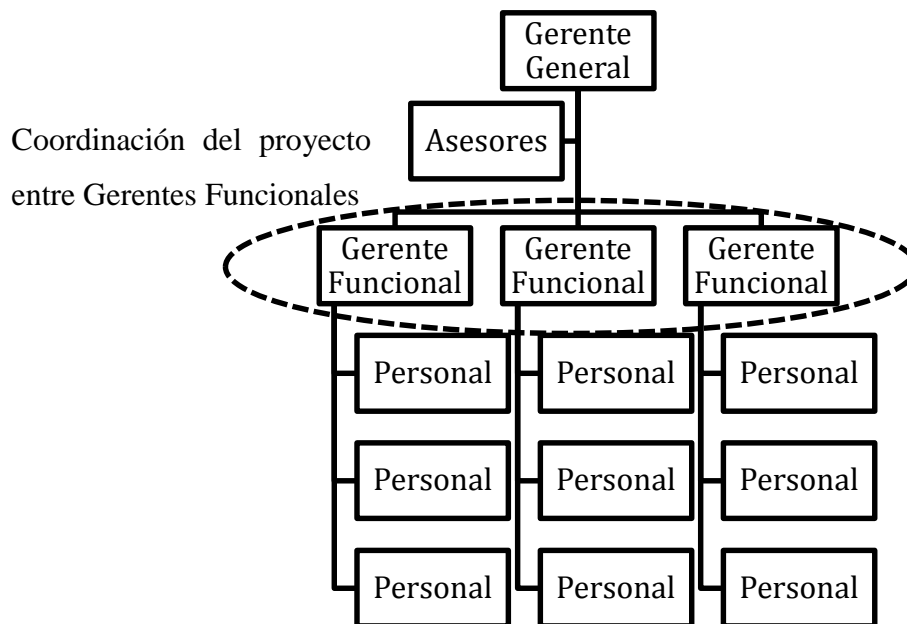 Gerente
General
Asesores
Coordinación del proyecto
entre Gerentes Funcionales
Gerente
Funcional
Gerente
Funcional
Gerente
Funcional
Personal
Personal
Personal
Personal
Personal
Personal
Personal
Personal
Personal